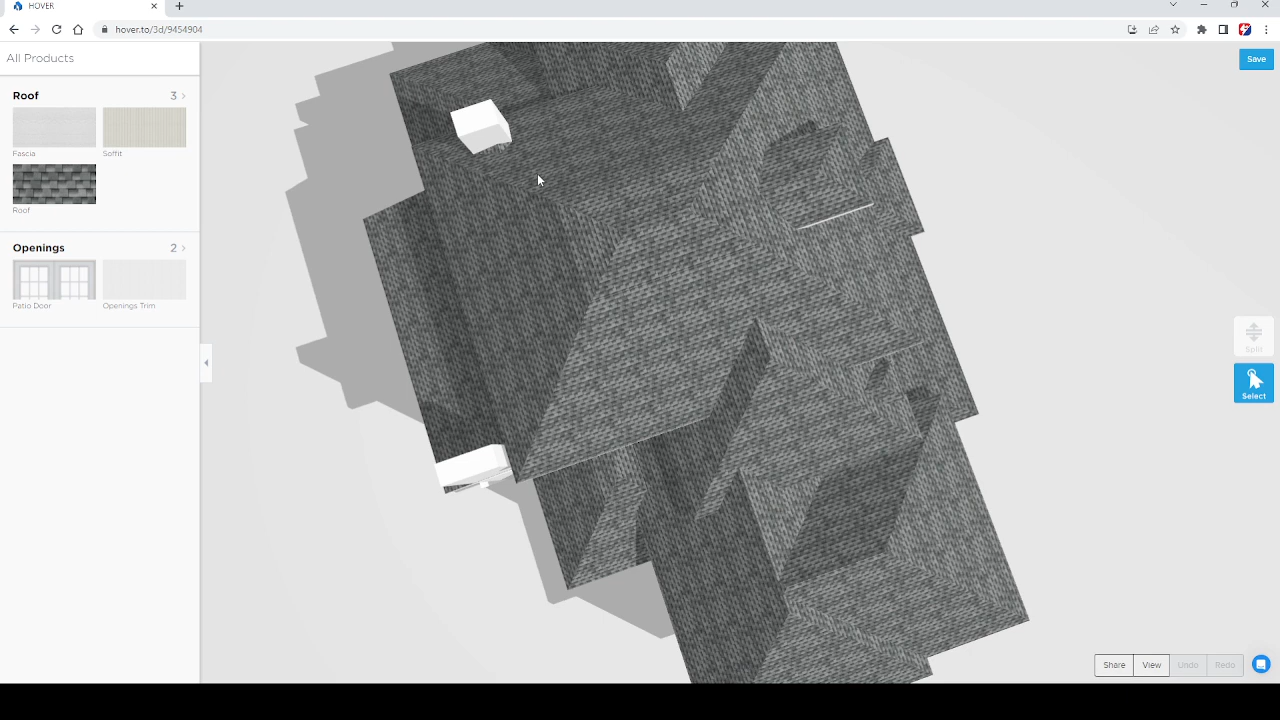 HOVER
hover.to/3d/9454904
All Products
Save
Roof 3
Fascia Soffit
Roof
Openings 2
Patio Door Openings Trim
Split
Select
Share View Undo Redo